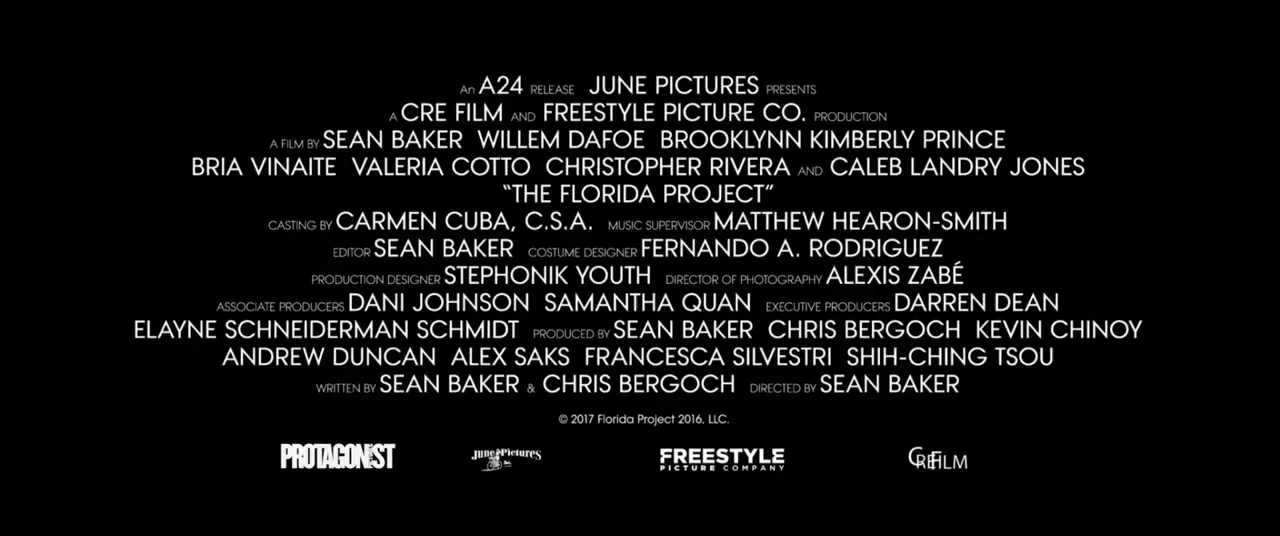 An A24 RELEASE JUNE PICTURES PRESENTS
A CRE FILM AND FREESTYLE PICTURE CO. PRODUCTION
A FILM BY SEAN BAKER WILLEM DAFOE BROOKLYNN KIMBERLY PRINCE
BRIA VINAITE VALERIA COTTO CHRISTOPHER RIVERA AND CALEB LANDRY JONES
“THE FLORIDA PROJECT”
CASTING BY CARMEN CUBA, C.S.A. MUSIC SUPERVISOR MATTHEW HEARON-SMITH
EDITOR SEAN BAKER COSTUME DESIGNER FERNANDO A. RODRIGUEZ
PRODUCTION DESIGNER STEPHONIK YOUTH DIRECTOR OF PHOTOGRAPHY ALEXIS ZABÉ
ASSOCIATE PRODUCERS DANI JOHNSON SAMANTHA QUAN EXECUTIVE PRODUCERS DARREN DEAN
ELAYNE SCHNEIDERMAN SCHMIDT PRODUCED BY SEAN BAKER CHRIS BERGOCH KEVIN CHINOY
ANDREW DUNCAN ALEX SAKS FRANCESCA SILVESTRI SHIH-CHING TSOU
WRITTEN BY SEAN BAKER & CHRIS BERGOCH DIRECTED BY SEAN BAKER
© 2017 Florida Project 2016, LLC.
PROTAGONIST June Pictures FREESTYLE CRE FILM
PICTURE COMPANY